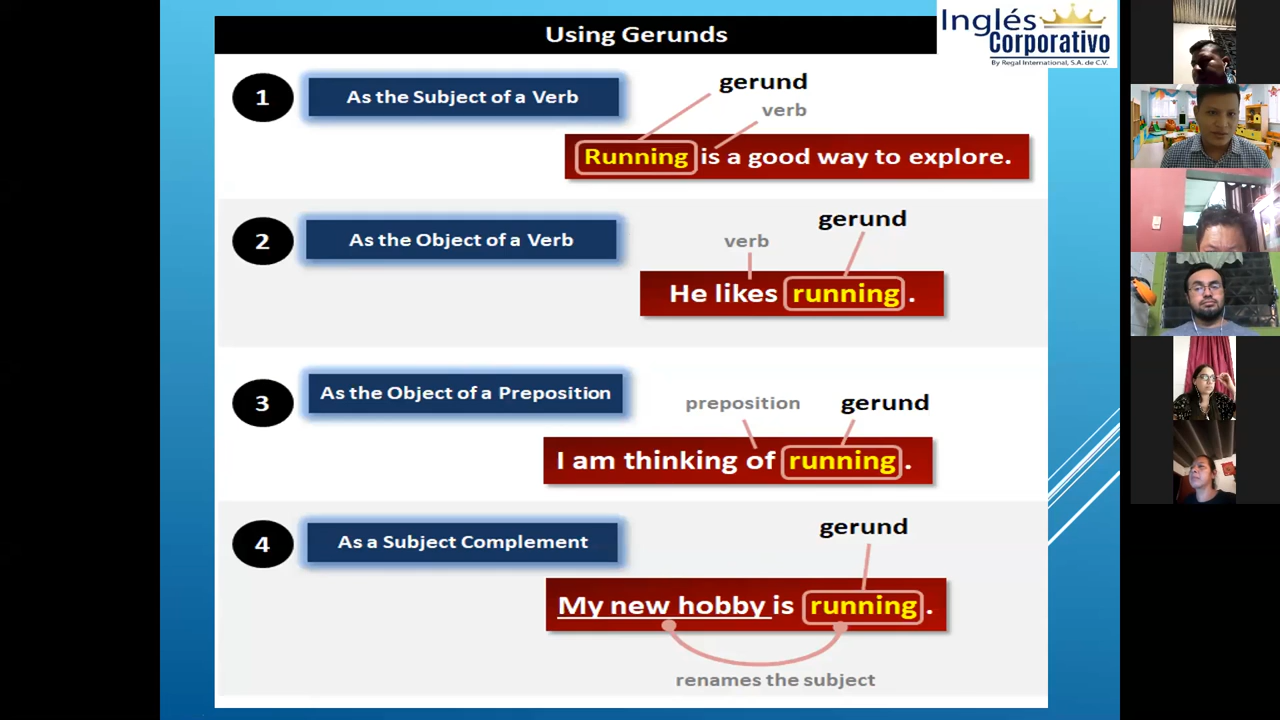 Using Gerunds
Inglés
Corporativo
By Regal International, S.A. de C.V.
1
As the Subject of a Verb
gerund
verb
Running is a good way to explore.
2
As the Object of a Verb
gerund
verb
He likes running .
3
As the Object of a Preposition
preposition
gerund
I am thinking of running .
4
As a Subject Complement
gerund
My new hobby is running .
renames the subject